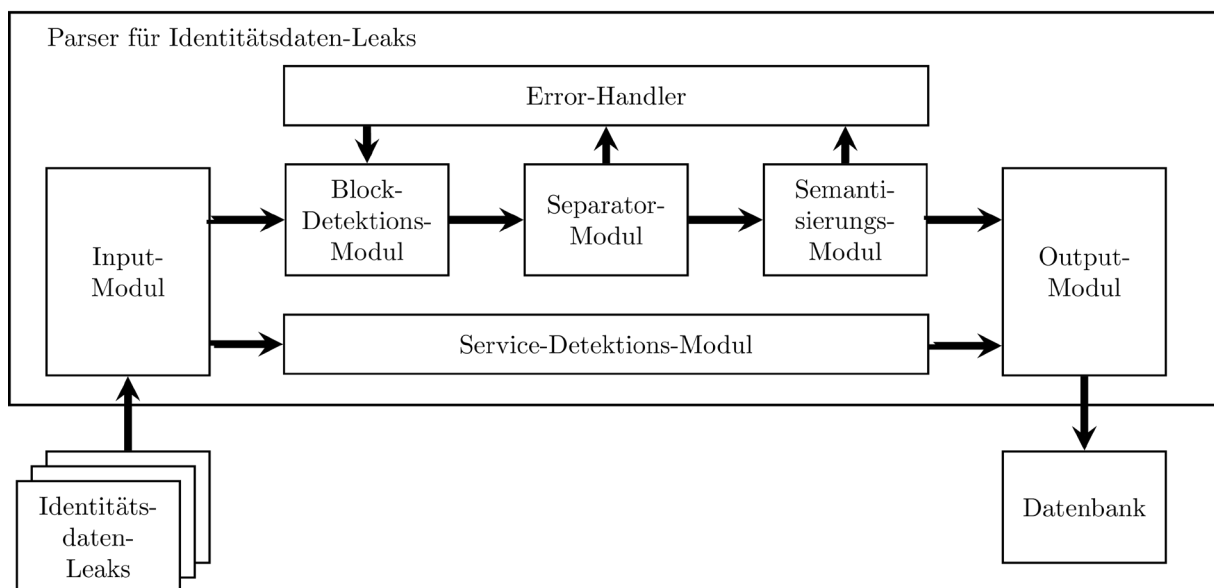 Parser für Identitätsdaten-Leaks
Error-Handler
Input-
Modul
Block-
Detektions-
Modul
Separator-
Modul
Semanti-
sierungs-
Modul
Output-
Modul
Service-Detektions-Modul
Identitäts-
daten-
Leaks
Datenbank